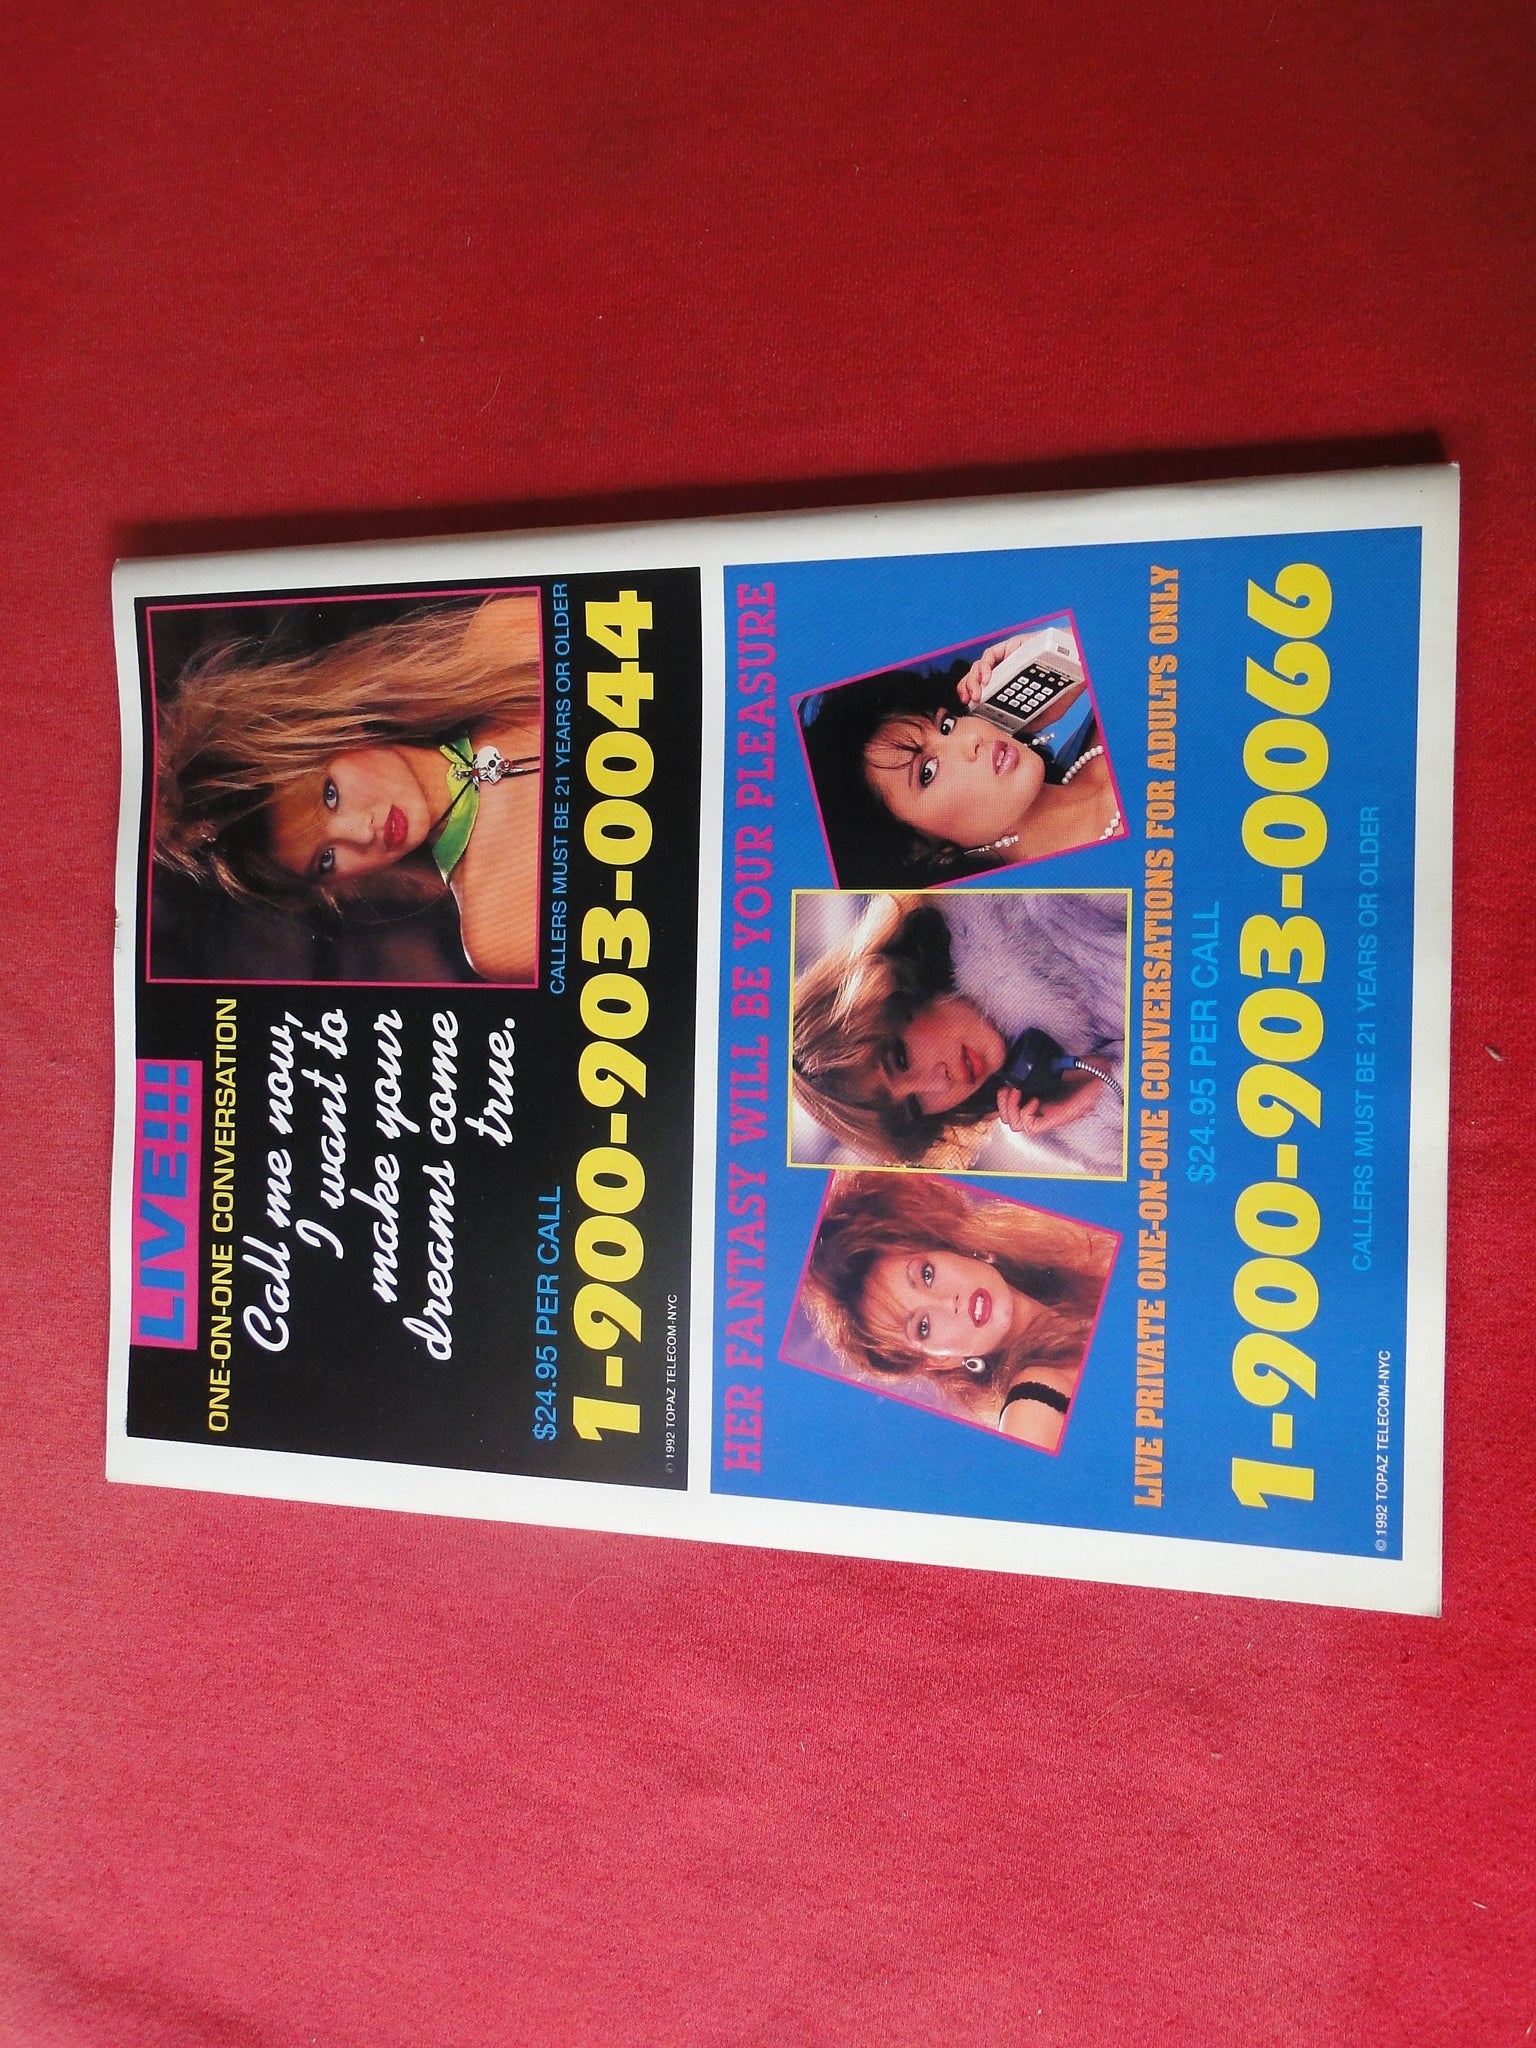 LIVE!!!
ONE-ON-ONE CONVERSATION
Call me now,
I want to
make your
dreams come
true.
$24.95 PER CALL
CALLERS MUST BE 21 YEARS OR OLDER
1-900-903-0044
© 1992 TOPAZ TELECOM-NYC
HER FANTASY WILL BE YOUR PLEASURE
LIVE PRIVATE ONE-ON-ONE CONVERSATIONS FOR ADULTS ONLY
$24.95 PER CALL
1-900-903-0066
CALLERS MUST BE 21 YEARS OR OLDER
© 1992 TOPAZ TELECOM-NYC